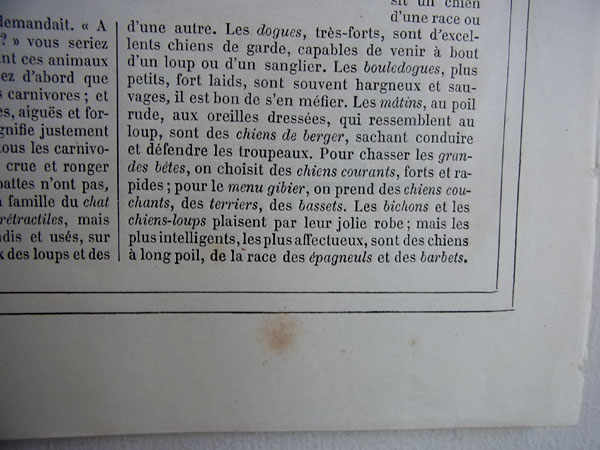 demandait. « A
? » vous seriez
nt ces animaux
ez d'abord que
carnivores ; et
s, aiguës et for-
gnifie justement
tous les carnivo-
crue et ronger
pattes n'ont pas,
famille du chat
rétractiles, mais
dis et usés, sur
x des loups et des
sit un chien
d'une race ou
d'une autre. Les dogues, très-forts, sont d'excel-
lents chiens de garde, capables de venir à bout
d'un loup ou d'un sanglier. Les bouledogues, plus
petits, fort laids, sont souvent hargneux et sau-
vages, il est bon de s'en méfier. Les mâtins, au poil
rude, aux oreilles dressées, qui ressemblent au
loup, sont des chiens de berger, sachant conduire
et défendre les troupeaux. Pour chasser les gran-
des bêtes, on choisit des chiens courants, forts et ra-
pides ; pour le menu gibier, on prend des chiens cou-
chants, des terriers, des bassets. Les bichons et les
chiens-loups plaisent par leur jolie robe ; mais les
plus intelligents, les plus affectueux, sont des chiens
à long poil, de la race des épagneuls et des barbets.